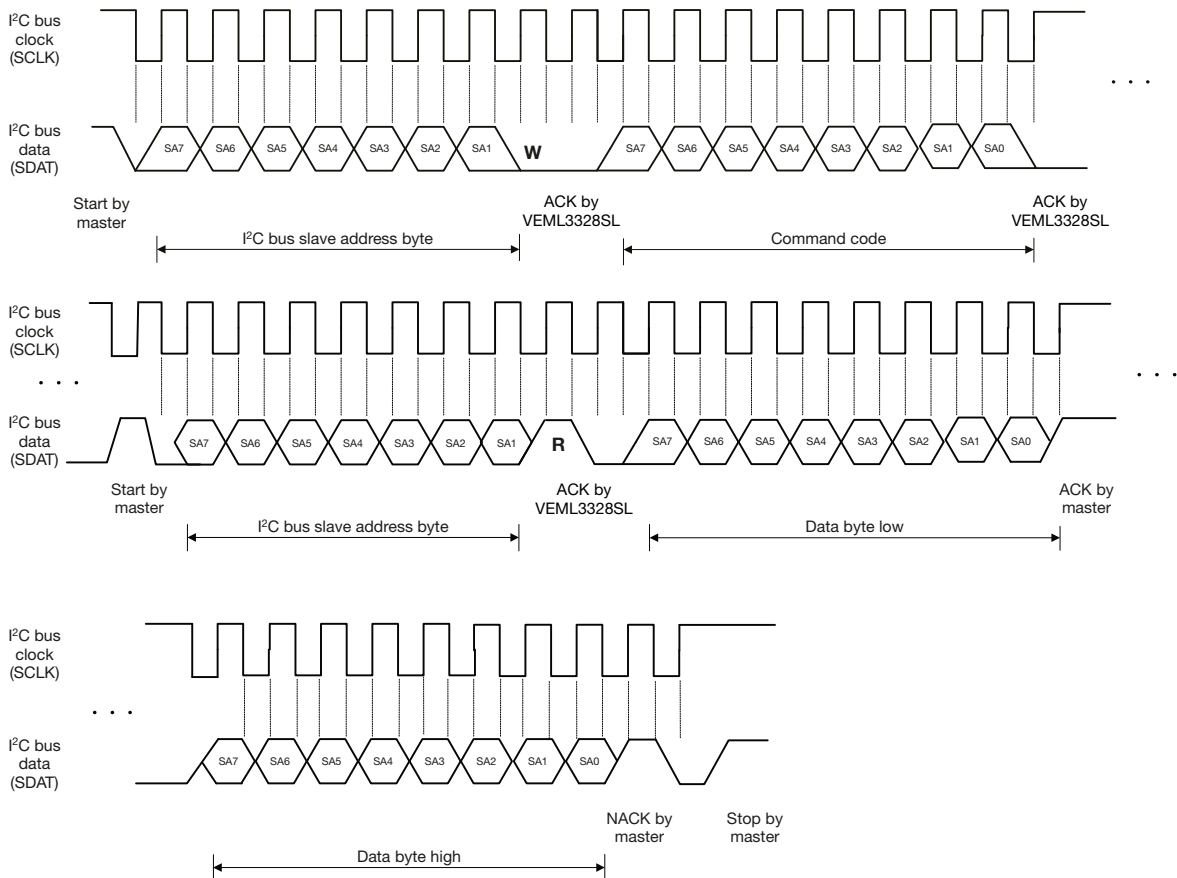 I²C bus
clock
(SCLK)
. . .
I²C bus
data
(SDAT)
SA7 SA6 SA5 SA4 SA3 SA2 SA1 W SA7 SA6 SA5 SA4 SA3 SA2 SA1 SA0
Start by
master
ACK by
VEML3328SL
ACK by
VEML3328SL
I²C bus slave address byte
Command code
I²C bus
clock
(SCLK)
. . .
. . .
I²C bus
data
(SDAT)
SA7 SA6 SA5 SA4 SA3 SA2 SA1 R SA7 SA6 SA5 SA4 SA3 SA2 SA1 SA0
Start by
master
ACK by
VEML3328SL
ACK by
master
I²C bus slave address byte
Data byte low
I²C bus
clock
(SCLK)
. . .
I²C bus
data
(SDAT)
SA7 SA6 SA5 SA4 SA3 SA2 SA1 SA0
NACK by
master
Stop by
master
Data byte high